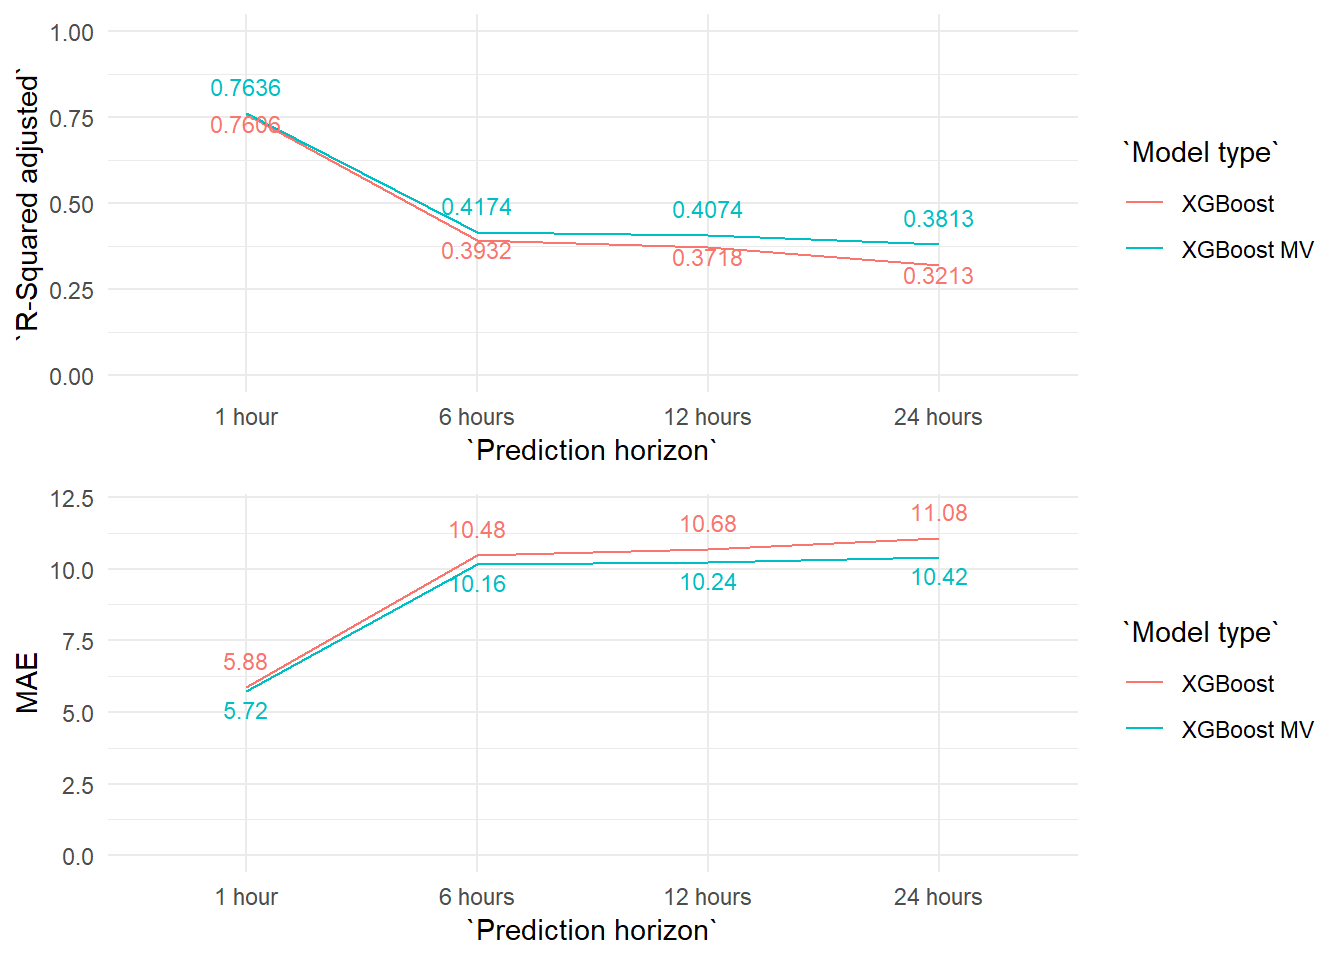 1.00
0.75
0.50
0.25
0.00
`R-Squared adjusted`
0.7636
0.7606
0.4174
0.3932
0.4074
0.3718
0.3813
0.3213
1 hour
6 hours
12 hours
24 hours
`Prediction horizon`
`Model type`
XGBoost
XGBoost MV
12.5
10.0
7.5
5.0
2.5
0.0
MAE
5.88
5.72
10.48
10.16
10.68
10.24
11.08
10.42
1 hour
6 hours
12 hours
24 hours
`Prediction horizon`
`Model type`
XGBoost
XGBoost MV